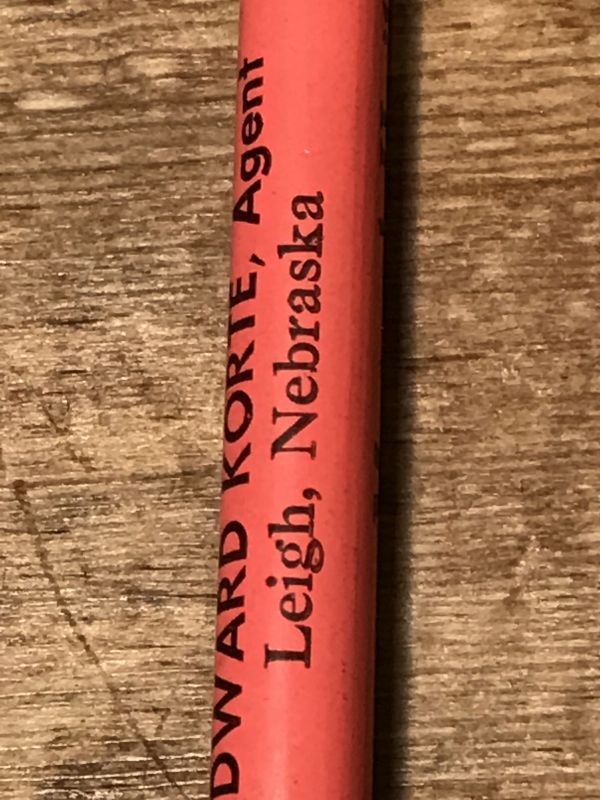 DWARD KORTE, Agent
Leigh, Nebraska